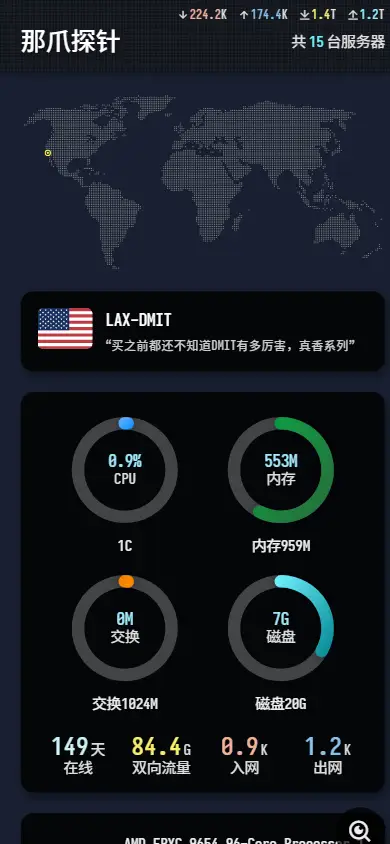 224.2K 174.4K 1.4T 1.2T
那爪探针
共 15 台服务器
LAX-DMIT
“买之前都还不知道DMIT有多厉害，真香系列”
0.9%
CPU
1C
553M
内存
内存959M
0M
交换
交换1024M
7G
磁盘
磁盘20G
149天
在线
84.4G
双向流量
0.9K
入网
1.2K
出网
AMD EPYC 9654 96-Core Processor 1